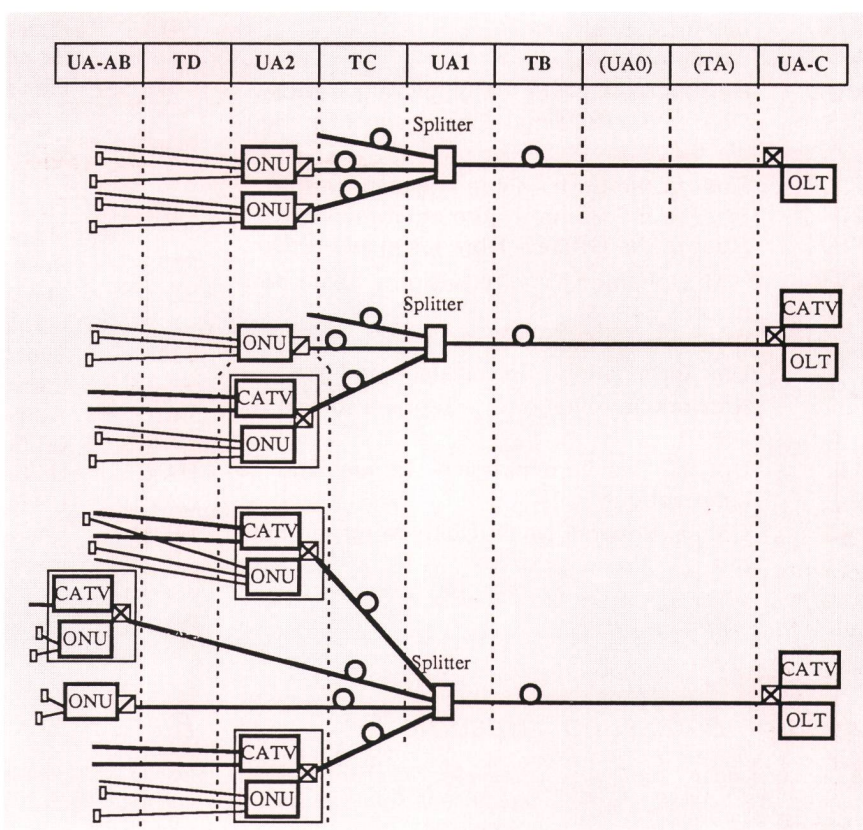 UA-AB TD UA2 TC UA1 TB (UA0) (TA) UA-C
Splitter
ONU
OLT
ONU
Splitter
CATV
ONU
OLT
CATV
ONU
CATV
ONU
CATV
ONU
Splitter
CATV
ONU
OLT
CATV
ONU